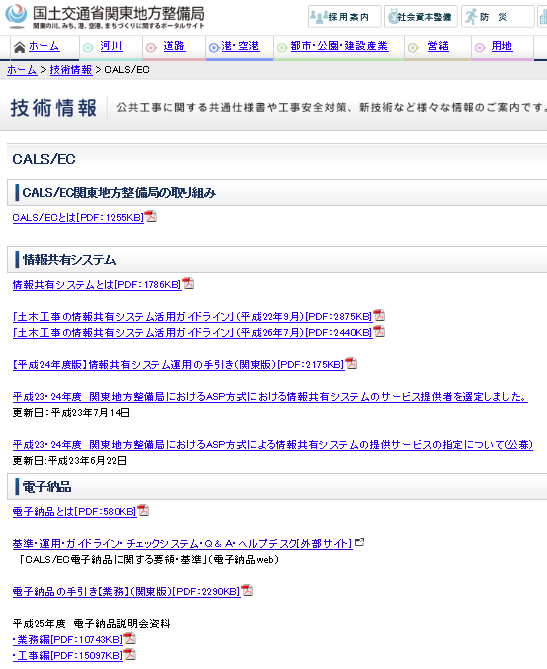 国土交通省関東地方整備局
関東の川、みち、港、空港、まちづくりに関するポータルサイト
採用案内
社会資本整備
防 災
ホーム
河川
道路
港・空港
都市・公園・建設産業
営繕
用地
ホーム > 技術情報 > CALS/EC
技術情報
公共工事に関する共通仕様書や工事安全対策、新技術など様々な情報のご案内です。
CALS/EC
CALS/EC関東地方整備局の取り組み
CALS/ECとは[PDF:1255KB]
情報共有システム
情報共有システムとは[PDF:1786KB]
「土木工事の情報共有システム活用ガイドライン」(平成22年9月)[PDF:2875KB]
「土木工事の情報共有システム活用ガイドライン」(平成26年7月)[PDF:2440KB]
【平成24年度版】情報共有システム運用の手引き(関東版)[PDF:2175KB]
平成23・24年度 関東地方整備局におけるASP方式における情報共有システムのサービス提供者を選定しました。
更新日:平成23年7月14日
平成23・24年度 関東地方整備局におけるASP方式による情報共有システムの提供サービスの指定について(公募)
更新日:平成23年6月22日
電子納品
電子納品とは[PDF:580KB]
基準・運用・ガイドライン・チェックシステム・Q&A・ヘルプデスク[外部サイト]
「CALS/EC電子納品に関する要領・基準」(電子納品web)
電子納品の手引き【業務】(関東版)[PDF:2290KB]
平成25年度 電子納品説明会資料
・業務編[PDF:10743KB]
・工事編[PDF:15097KB]